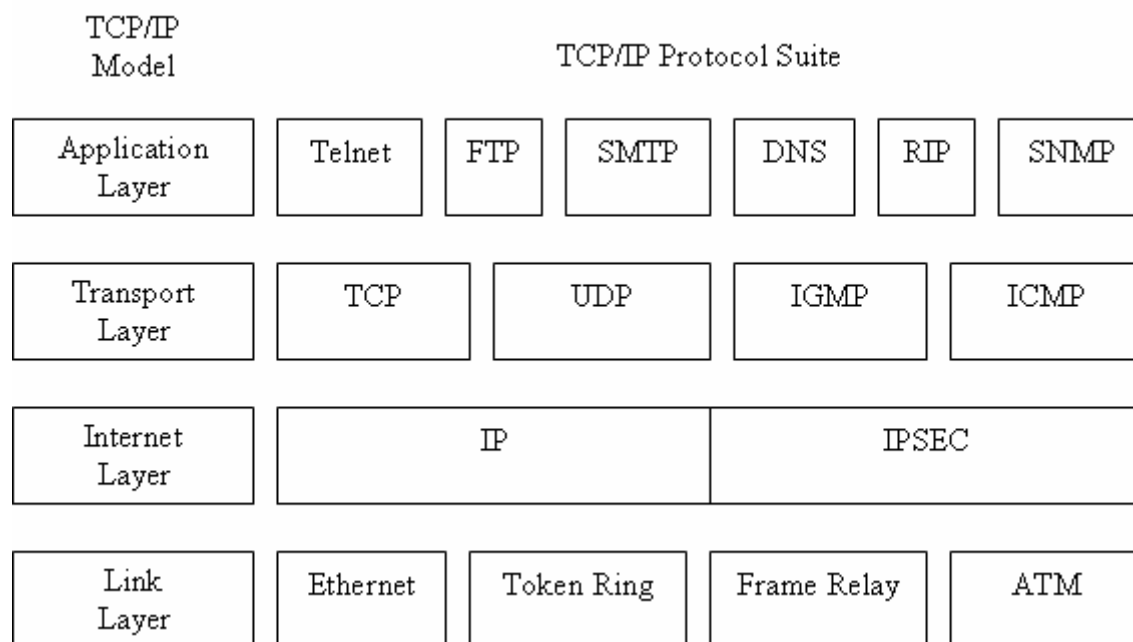 TCP/IP
Model
TCP/IP Protocol Suite
Application
Layer
Telnet
FTP
SMTP
DNS
RIP
SNMP
Transport
Layer
TCP
UDP
IGMP
ICMP
Internet
Layer
IP
IPSEC
Link
Layer
Ethernet
Token Ring
Frame Relay
ATM